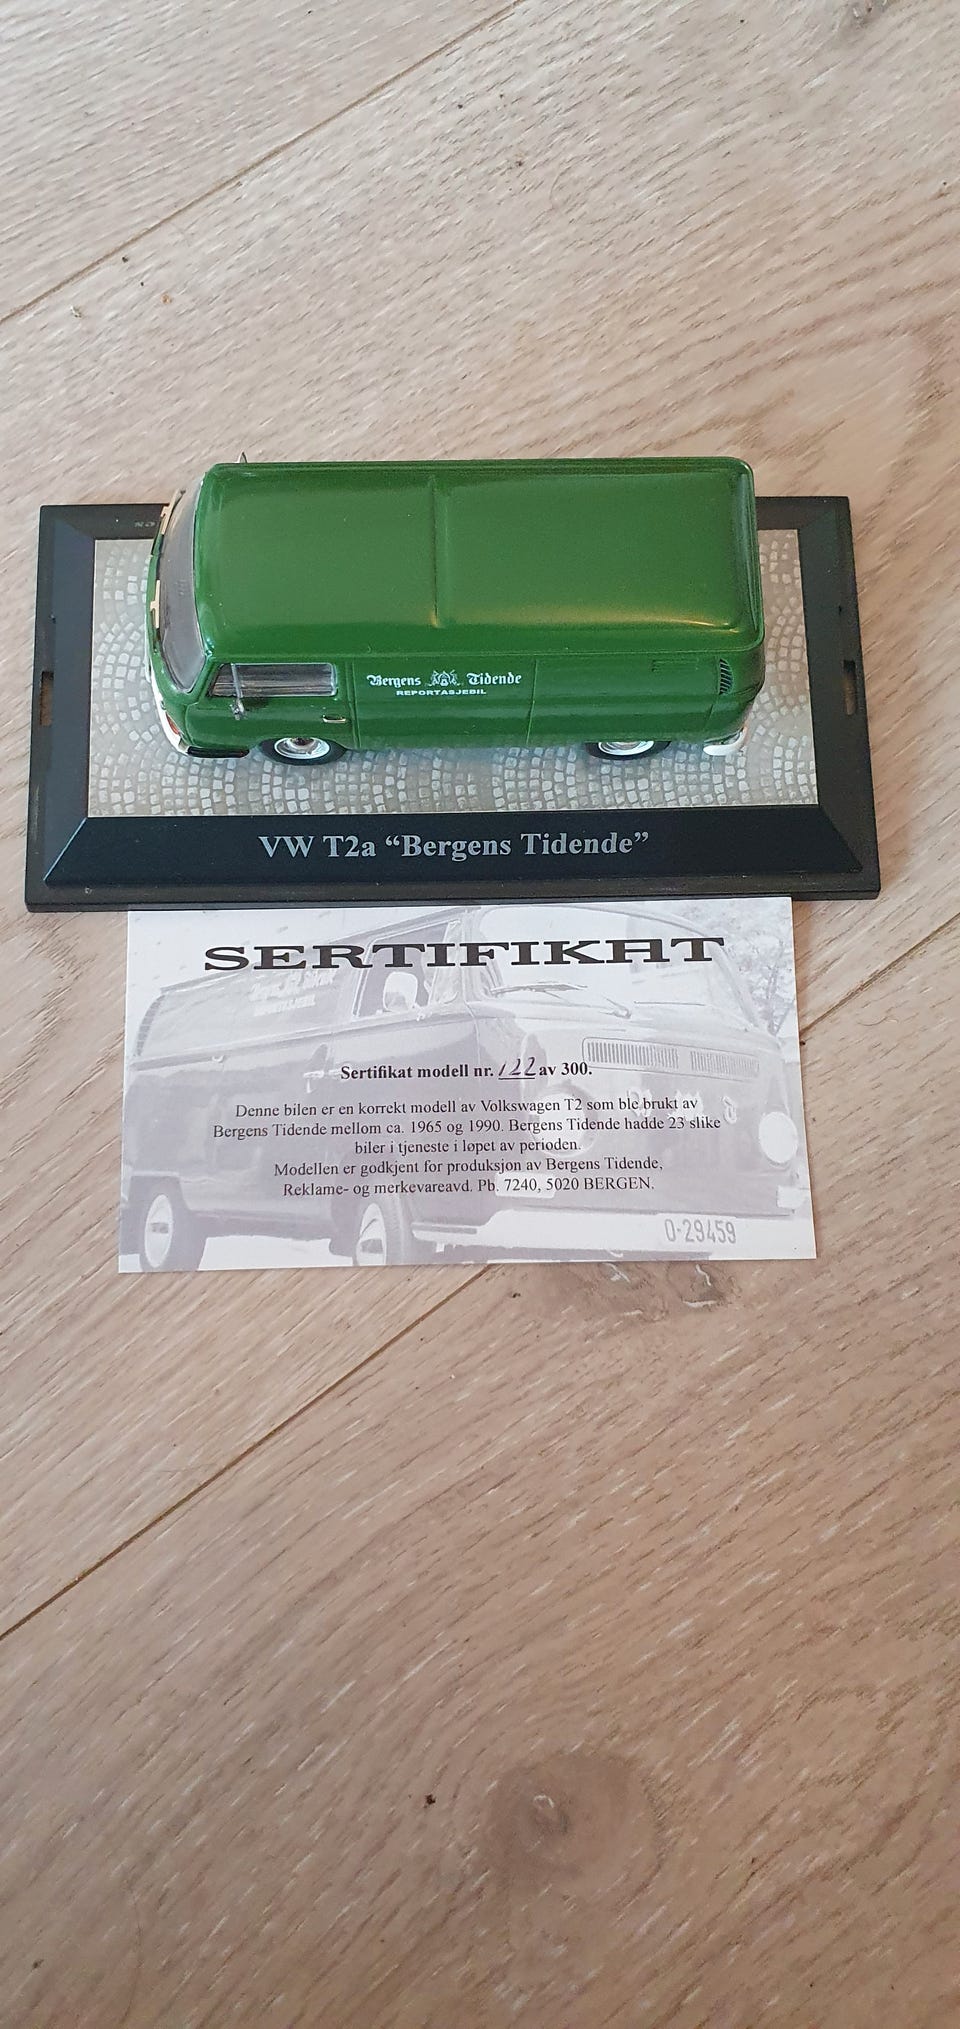 Bergens Tidende
REPORTASJEBIL
VW T2a “Bergens Tidende”
SERTIFIKAT
Sertifikat modell nr. 122 av 300.
Denne bilen er en korrekt modell av Volkswagen T2 som ble brukt av
Bergens Tidende mellom ca. 1965 og 1990. Bergens Tidende hadde 23 slike
biler i tjeneste i løpet av perioden.
Modellen er godkjent for produksjon av Bergens Tidende,
Reklame- og merkevareavd. Pb. 7240, 5020 BERGEN.
O-29459